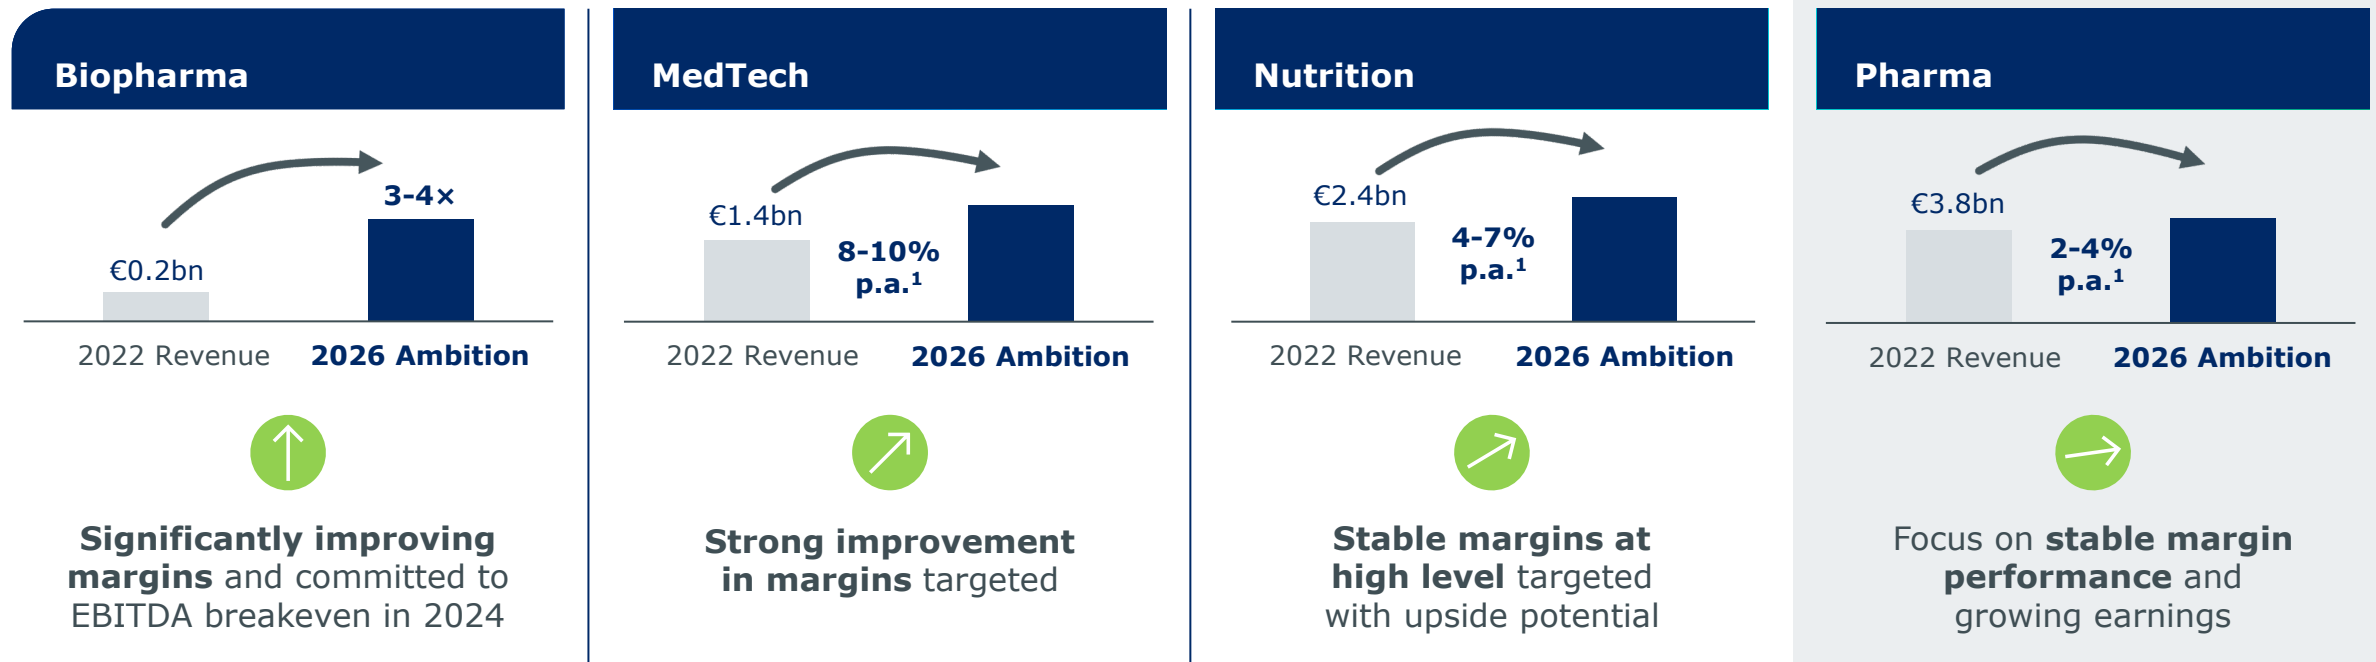 Biopharma
€0.2bn
3-4×
2022 Revenue
2026 Ambition
Significantly improving
margins and committed to
EBITDA breakeven in 2024
MedTech
€1.4bn
8-10%
p.a.¹
2022 Revenue
2026 Ambition
Strong improvement
in margins targeted
Nutrition
€2.4bn
4-7%
p.a.¹
2022 Revenue
2026 Ambition
Stable margins at
high level targeted
with upside potential
Pharma
€3.8bn
2-4%
p.a.¹
2022 Revenue
2026 Ambition
Focus on stable margin
performance and
growing earnings